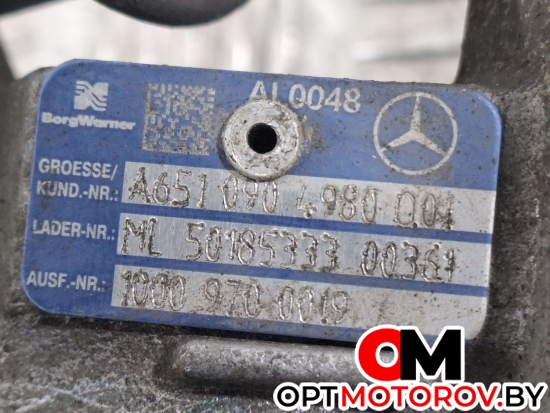 AL0048
BorgWarner
GROESSE/
KUND.-NR.: A651 090 4980 001
LADER-NR.: ML 50185333 00361
AUSF.-NR.: 1000 970 0019
OM
OPTMOTOROV.BY